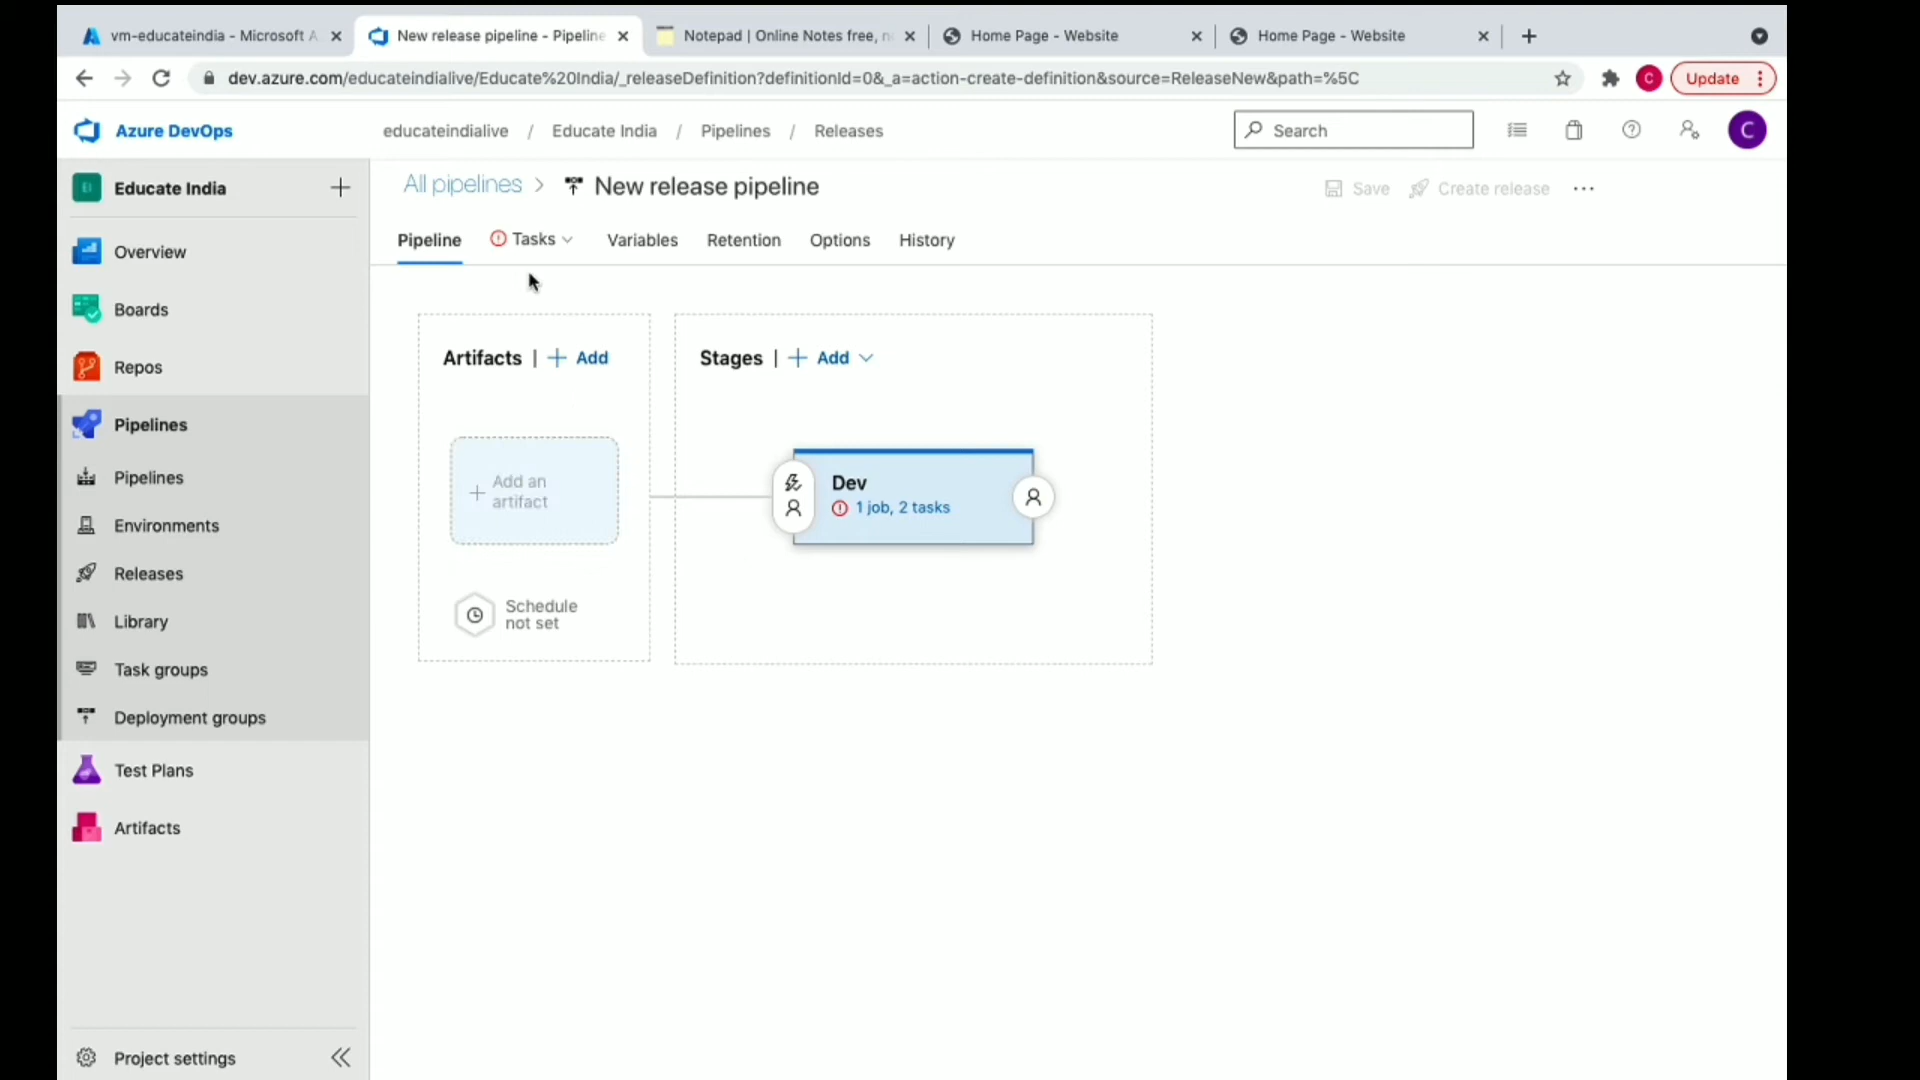 vm-educateindia - Microsoft A
New release pipeline - Pipeline
Notepad | Online Notes free, n
Home Page - Website
Home Page - Website
dev.azure.com/educateindialive/Educate%20India/_releaseDefinition?definitionId=0&_a=action-create-definition&source=ReleaseNew&path=%5C
C
Update
Azure DevOps
educateindialive / Educate India / Pipelines / Releases
Search
C
EI
Educate India
Overview
Boards
Repos
Pipelines
Pipelines
Environments
Releases
Library
Task groups
Deployment groups
Test Plans
Artifacts
Project settings
All pipelines > New release pipeline
Save
Create release
Pipeline
Tasks
Variables
Retention
Options
History
Artifacts | + Add
Add an
artifact
Schedule
not set
Stages | + Add
Dev
1 job, 2 tasks